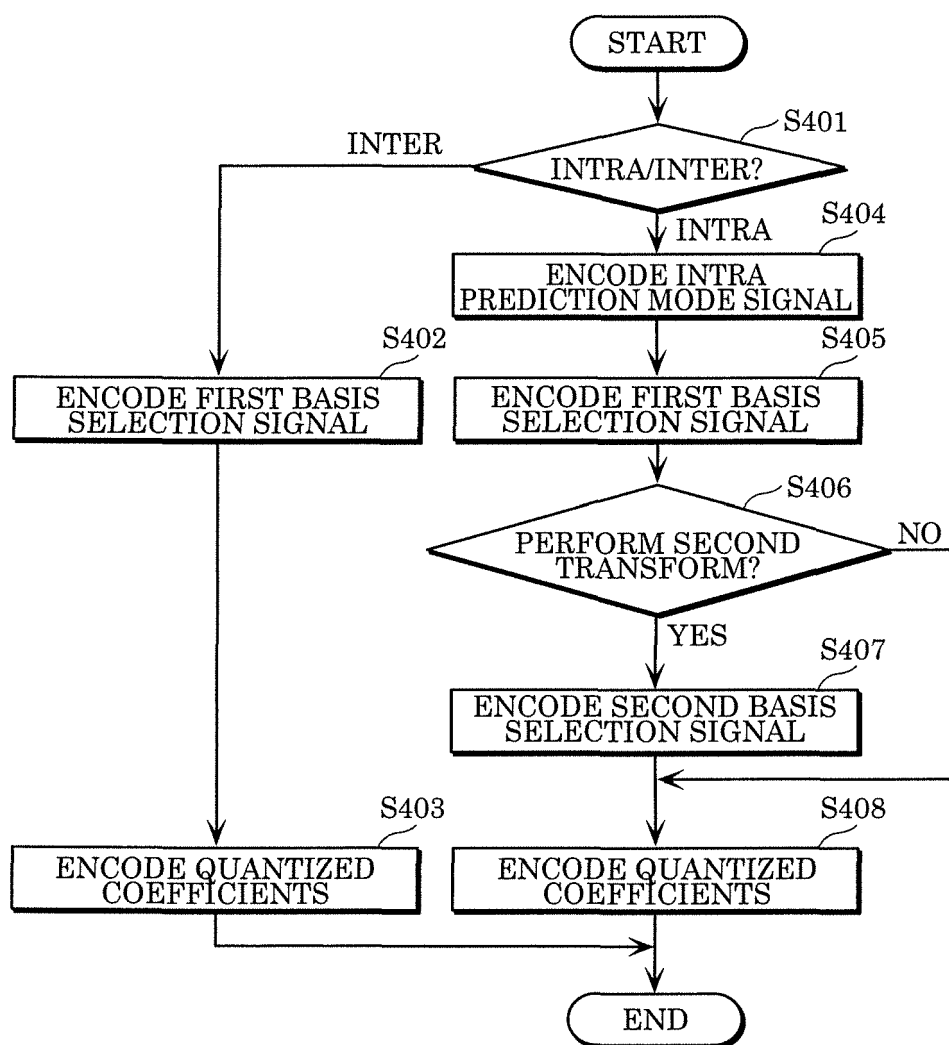 START
S401
INTER
INTRA/INTER?
S404
INTRA
ENCODE INTRA
PREDICTION MODE SIGNAL
S402
S405
ENCODE FIRST BASIS
SELECTION SIGNAL
ENCODE FIRST BASIS
SELECTION SIGNAL
S406
NO
PERFORM SECOND
TRANSFORM?
YES
S407
ENCODE SECOND BASIS
SELECTION SIGNAL
S403
S408
ENCODE QUANTIZED
COEFFICIENTS
ENCODE QUANTIZED
COEFFICIENTS
END